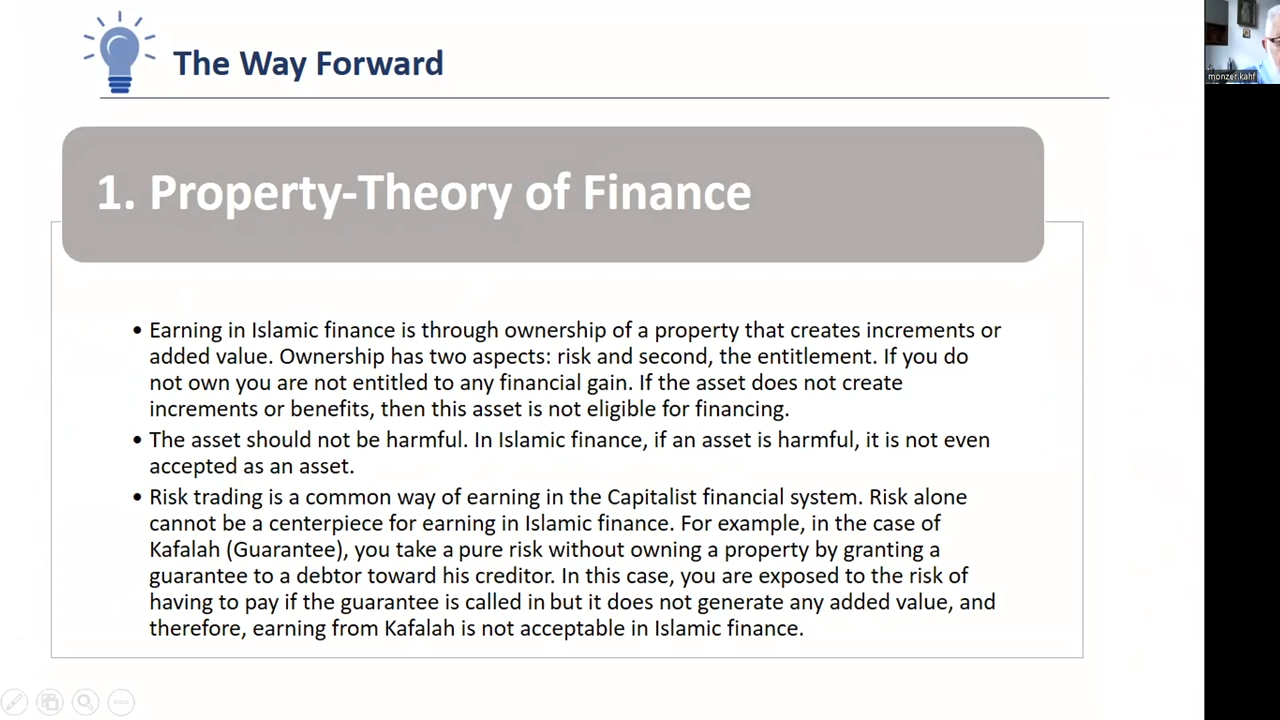 The Way Forward
monzer.kahf
1. Property-Theory of Finance
• Earning in Islamic finance is through ownership of a property that creates increments or
added value. Ownership has two aspects: risk and second, the entitlement. If you do
not own you are not entitled to any financial gain. If the asset does not create
increments or benefits, then this asset is not eligible for financing.
• The asset should not be harmful. In Islamic finance, if an asset is harmful, it is not even
accepted as an asset.
• Risk trading is a common way of earning in the Capitalist financial system. Risk alone
cannot be a centerpiece for earning in Islamic finance. For example, in the case of
Kafalah (Guarantee), you take a pure risk without owning a property by granting a
guarantee to a debtor toward his creditor. In this case, you are exposed to the risk of
having to pay if the guarantee is called in but it does not generate any added value, and
therefore, earning from Kafalah is not acceptable in Islamic finance.